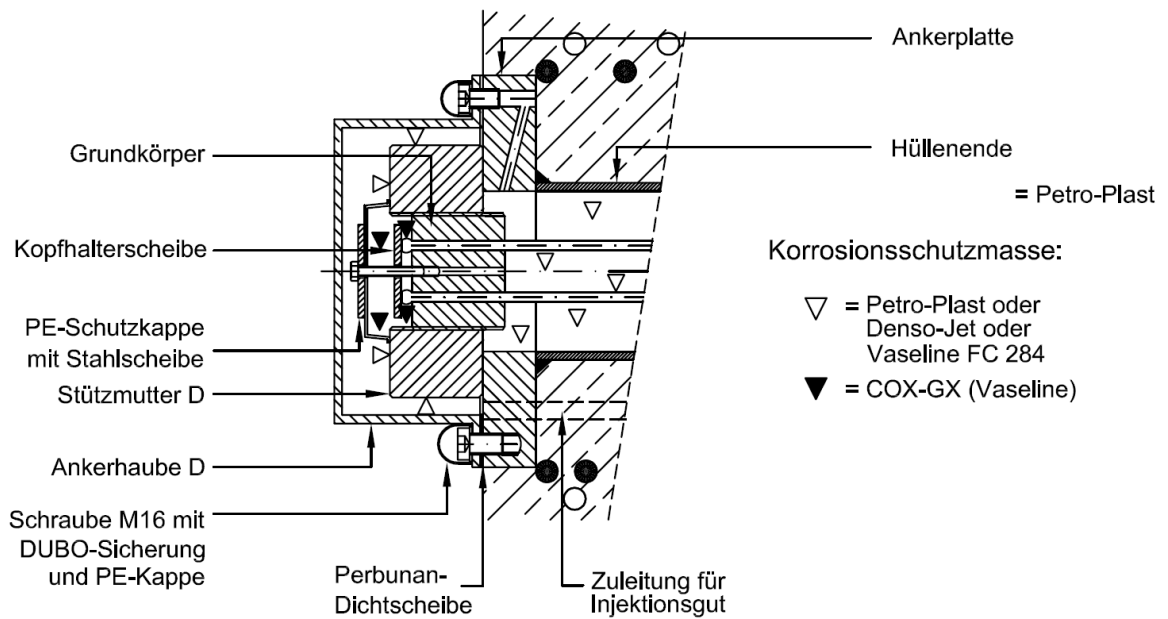 Ankerplatte
Grundkörper
Hüllenende
= Petro-Plast
Kopfhalterscheibe
Korrosionsschutzmasse:
PE-Schutzkappe
mit Stahlscheibe
▽ = Petro-Plast oder
Denso-Jet oder
Vaseline FC 284
Stützmutter D
▼ = COX-GX (Vaseline)
Ankerhaube D
Schraube M16 mit
DUBO-Sicherung
und PE-Kappe
Perbunan-
Dichtscheibe
Zuleitung für
Injektionsgut